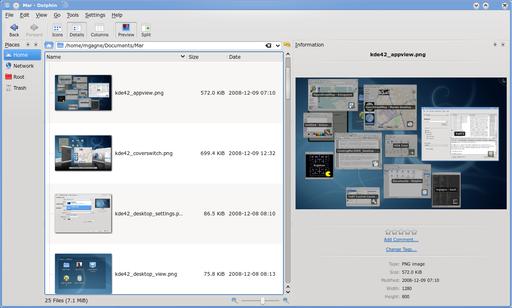 Mar - Dolphin
File Edit View Go Tools Settings Help
Back Forward Icons Details Columns Preview Split
Places
Home
Network
Root
Trash
/home/mgagne/Documents/Mar
Name Size Date
kde42_appview.png 572.0 KiB 2008-12-09 07:10
kde42_coverswitch.png 699.4 KiB 2008-12-09 12:32
kde42_desktop_settings.p.. 86.5 KiB 2008-12-08 08:10
kde42_desktop_view.png 75.8 KiB 2008-12-08 08:13
25 Files (7.1 MiB)
Information
kde42_appview.png
Add Comment...
Change Tags...
Type: PNG image
Size: 572.0 KiB
Modified: 2008-12-09 07:10
Width: 1280
Height: 800